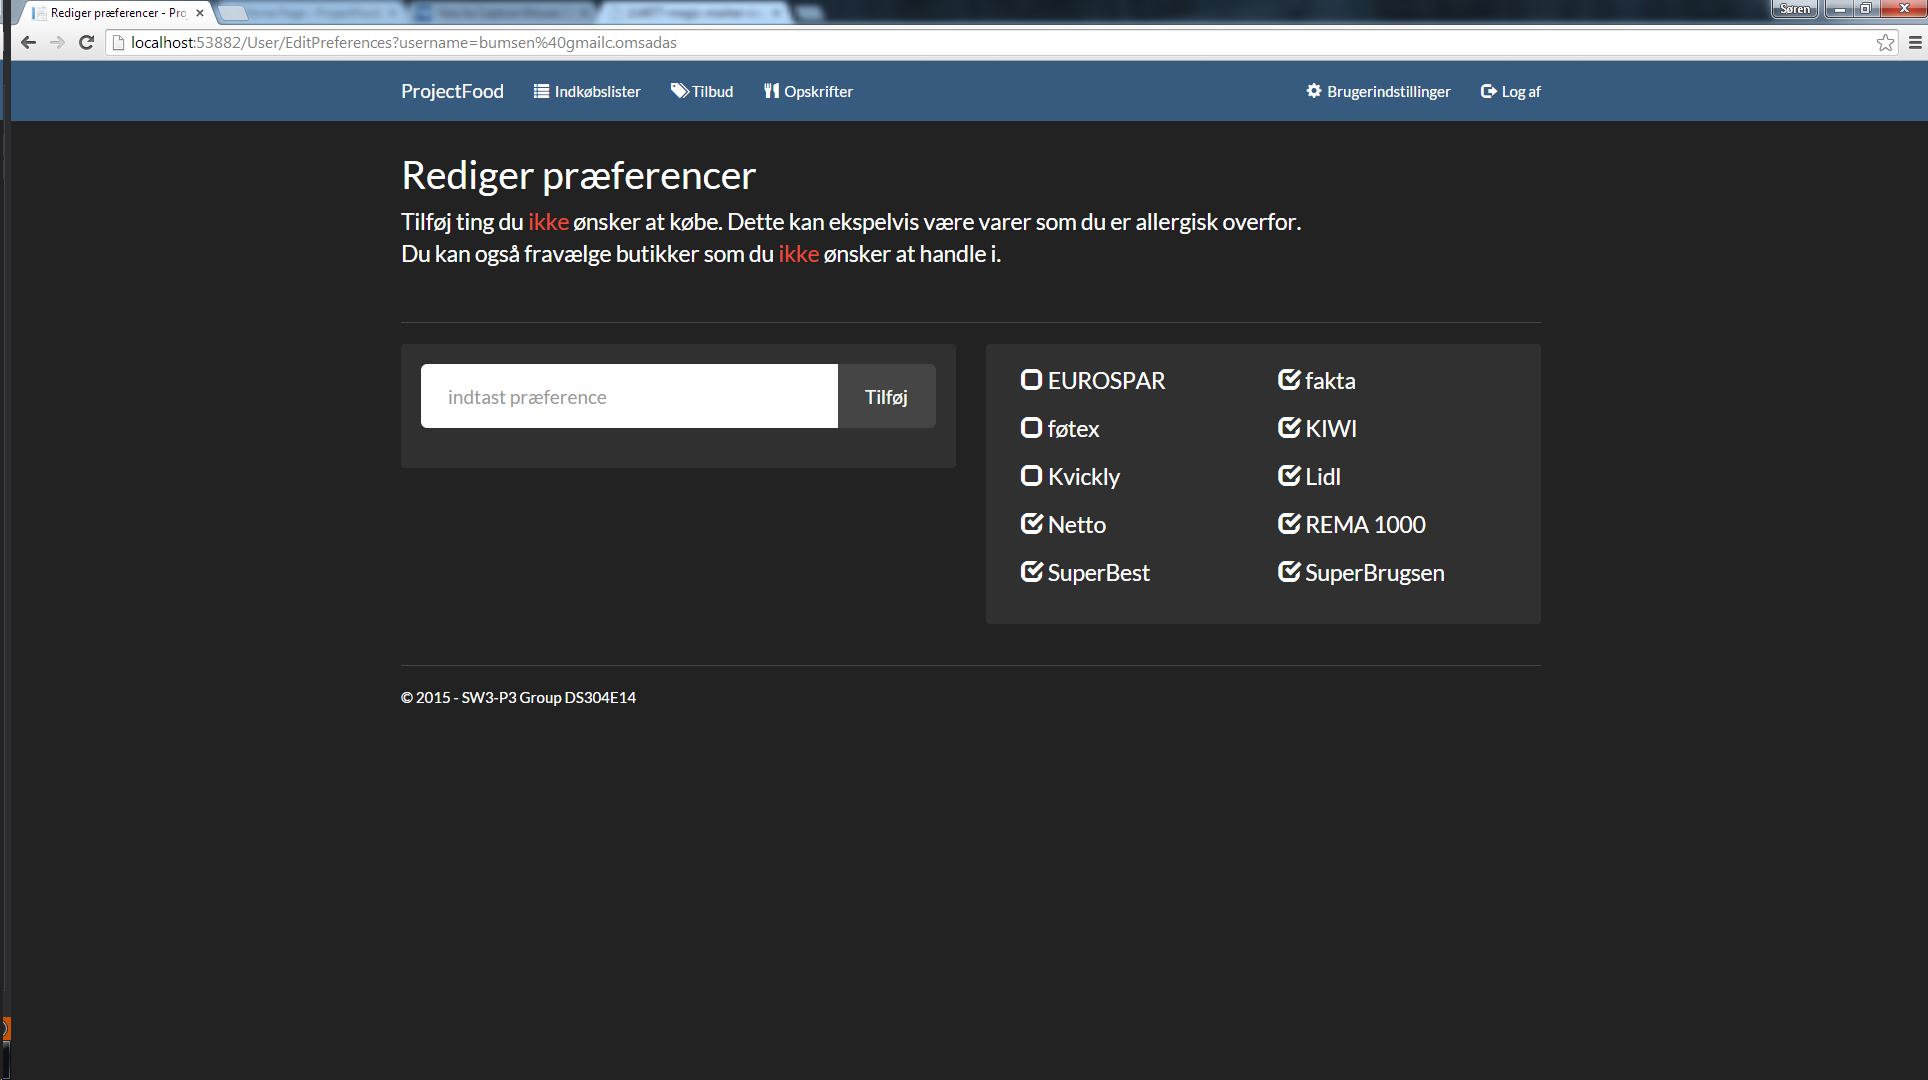 Rediger præferencer - Pro
Søren
localhost:53882/User/EditPreferences?username=bumsen%40gmailc.omsadas
ProjectFood Indkøbslister Tilbud Opskrifter Brugerindstillinger Log af
Rediger præferencer
Tilføj ting du ikke ønsker at købe. Dette kan ekspelvis være varer som du er allergisk overfor.
Du kan også fravælge butikker som du ikke ønsker at handle i.
indtast præference Tilføj
EUROSPAR fakta
føtex KIWI
Kvickly Lidl
Netto REMA 1000
SuperBest SuperBrugsen
© 2015 - SW3-P3 Group DS304E14